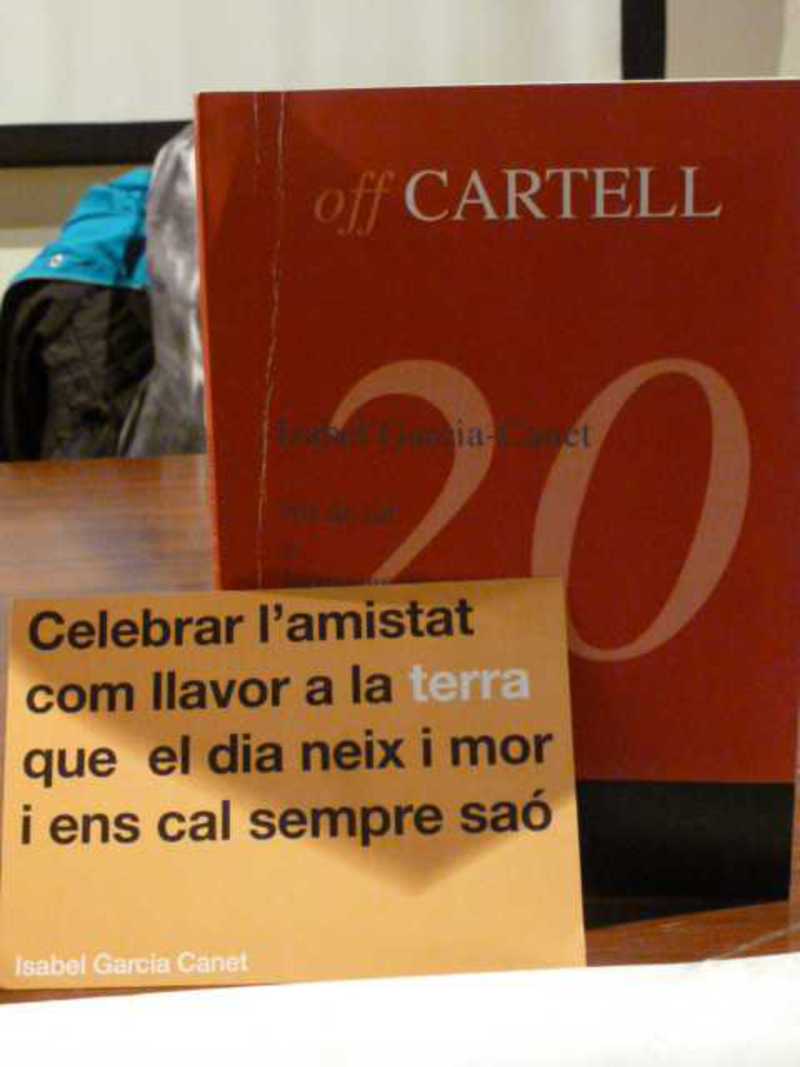 off CARTELL
20
Isabel Garcia-Canet
Celebrar l'amistat
com llavor a la terra
que el dia neix i mor
i ens cal sempre saó
Isabel Garcia Canet